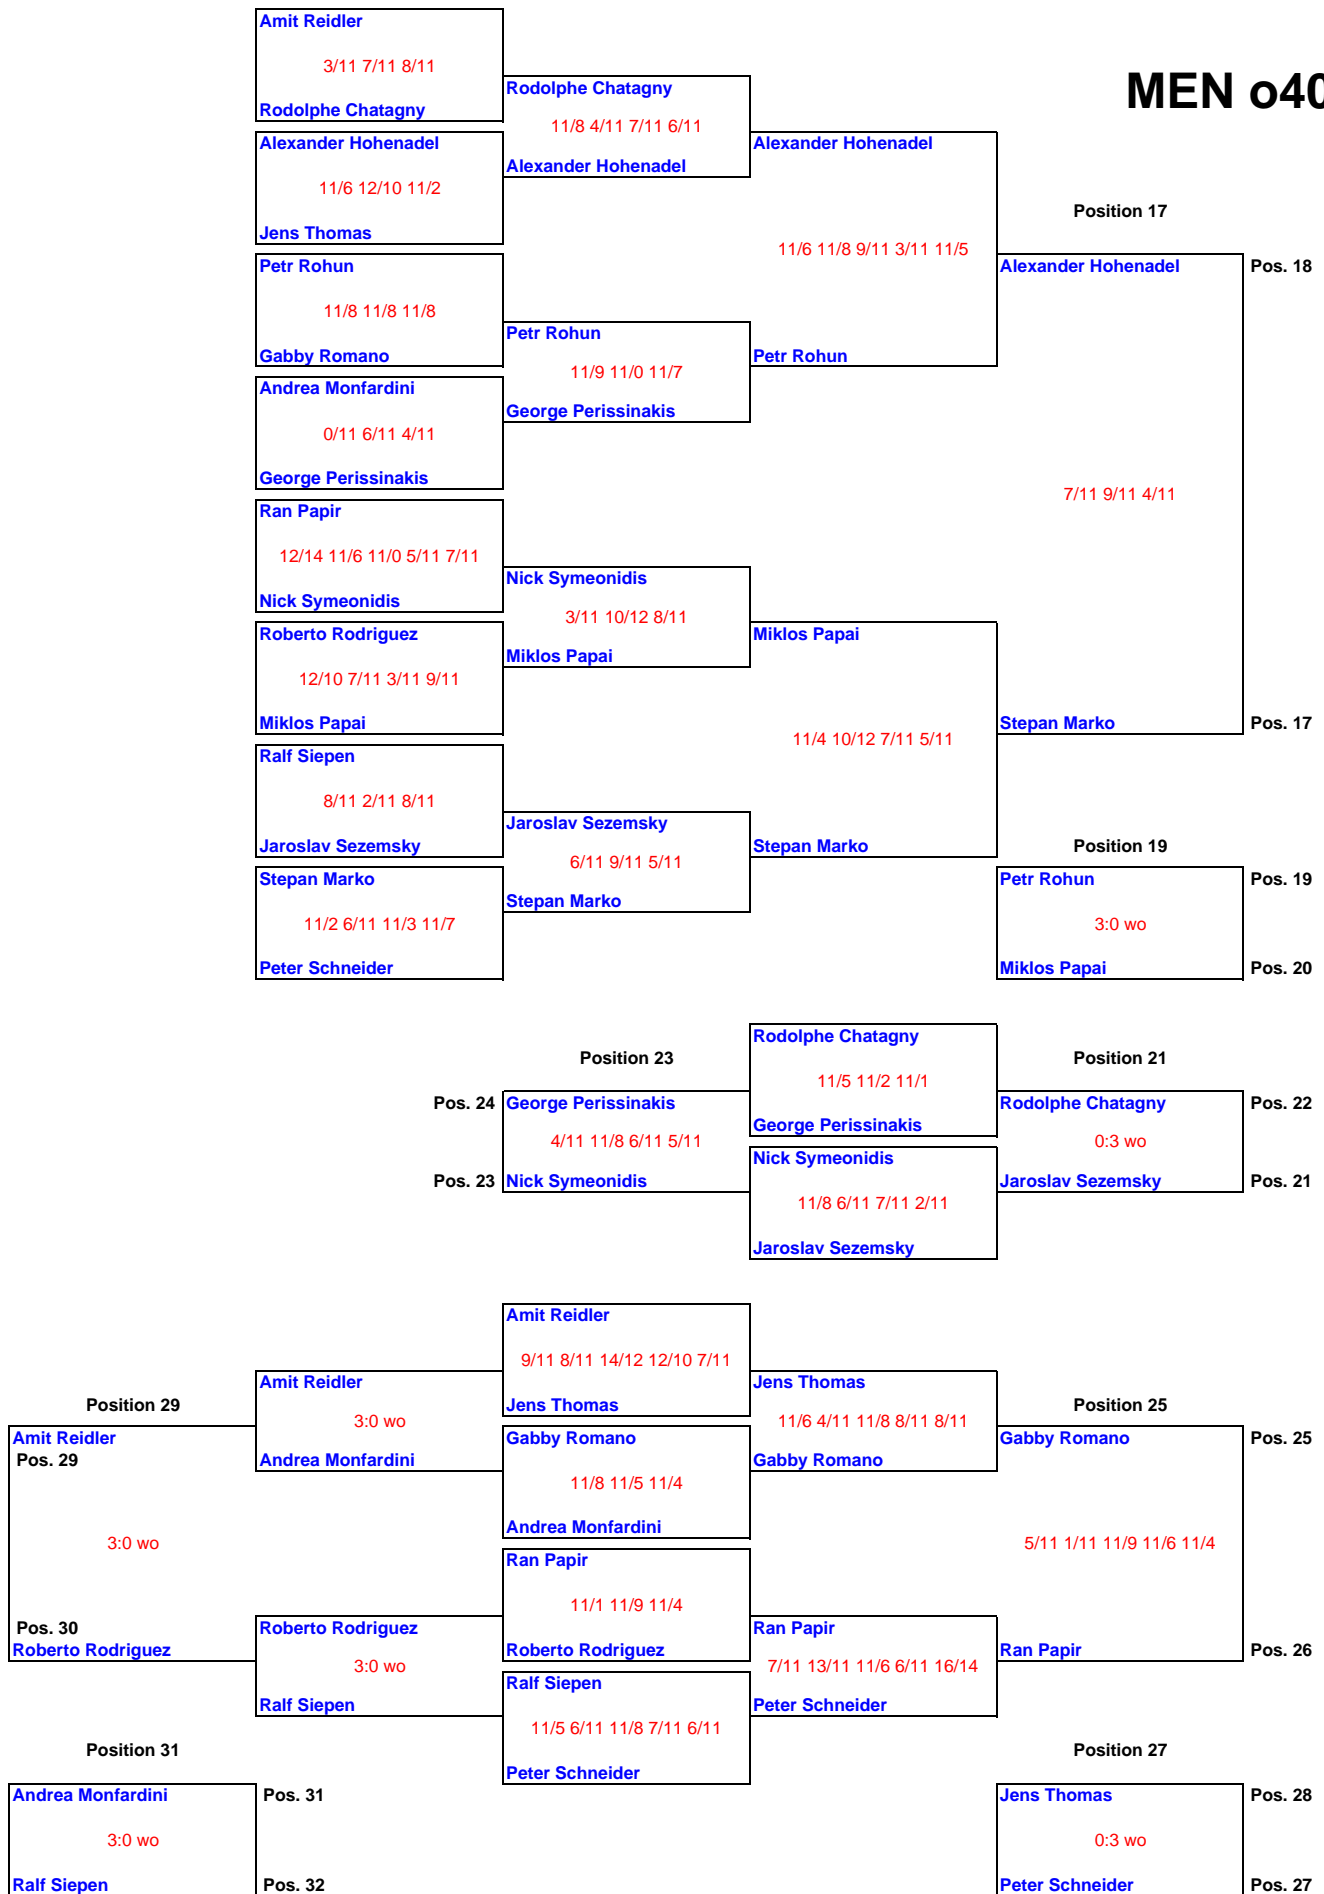 Amit Reidler
3/11 7/11 8/11
MEN o40
Rodolphe Chatagny
Rodolphe Chatagny
11/8 4/11 7/11 6/11
Alexander Hohenadel
Alexander Hohenadel
Alexander Hohenadel
11/6 12/10 11/2
Position 17
Jens Thomas
11/6 11/8 9/11 3/11 11/5
Petr Rohun
Alexander Hohenadel
Pos. 18
11/8 11/8 11/8
Petr Rohun
Gabby Romano
Petr Rohun
11/9 11/0 11/7
Andrea Monfardini
George Perissinakis
0/11 6/11 4/11
George Perissinakis
7/11 9/11 4/11
Ran Papir
12/14 11/6 11/0 5/11 7/11
Nick Symeonidis
Nick Symeonidis
3/11 10/12 8/11
Roberto Rodriguez
Miklos Papai
Miklos Papai
12/10 7/11 3/11 9/11
Miklos Papai
Stepan Marko
Pos. 17
11/4 10/12 7/11 5/11
Ralf Siepen
8/11 2/11 8/11
Jaroslav Sezemsky
Jaroslav Sezemsky
Stepan Marko
Position 19
6/11 9/11 5/11
Stepan Marko
Petr Rohun
Pos. 19
Stepan Marko
11/2 6/11 11/3 11/7
3:0 wo
Peter Schneider
Miklos Papai
Pos. 20
Rodolphe Chatagny
Position 23
Position 21
11/5 11/2 11/1
Pos. 24
George Perissinakis
Rodolphe Chatagny
Pos. 22
George Perissinakis
4/11 11/8 6/11 5/11
0:3 wo
Nick Symeonidis
Pos. 23
Nick Symeonidis
Jaroslav Sezemsky
Pos. 21
11/8 6/11 7/11 2/11
Jaroslav Sezemsky
Amit Reidler
9/11 8/11 14/12 12/10 7/11
Amit Reidler
Jens Thomas
Position 29
Jens Thomas
Position 25
3:0 wo
11/6 4/11 11/8 8/11 8/11
Amit Reidler
Gabby Romano
Gabby Romano
Pos. 25
Pos. 29
Andrea Monfardini
Gabby Romano
11/8 11/5 11/4
Andrea Monfardini
3:0 wo
5/11 1/11 11/9 11/6 11/4
Ran Papir
11/1 11/9 11/4
Pos. 30
Roberto Rodriguez
Ran Papir
Roberto Rodriguez
Roberto Rodriguez
Ran Papir
Pos. 26
3:0 wo
7/11 13/11 11/6 6/11 16/14
Ralf Siepen
Ralf Siepen
Peter Schneider
11/5 6/11 11/8 7/11 6/11
Position 31
Position 27
Peter Schneider
Andrea Monfardini
Pos. 31
Jens Thomas
Pos. 28
3:0 wo
0:3 wo
Ralf Siepen
Pos. 32
Peter Schneider
Pos. 27